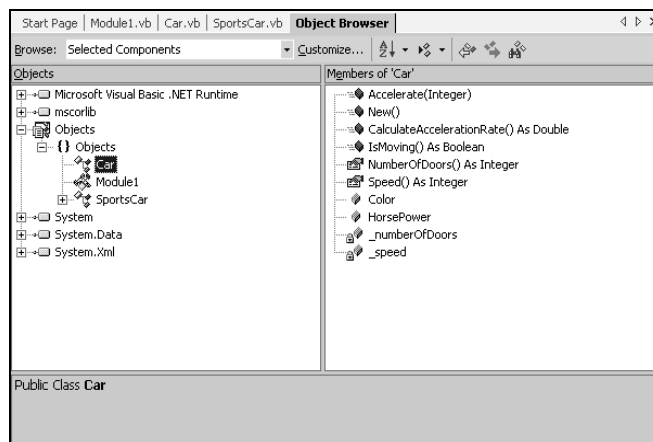 Start Page | Module1.vb | Car.vb | SportsCar.vb | Object Browser
Browse: Selected Components Customize...
Objects
Microsoft Visual Basic .NET Runtime
mscorlib
Objects
{} Objects
Car
Module1
SportsCar
System
System.Data
System.Xml
Members of 'Car'
Accelerate(Integer)
New()
CalculateAccelerationRate() As Double
IsMoving() As Boolean
NumberOfDoors() As Integer
Speed() As Integer
Color
HorsePower
_numberOfDoors
_speed
Public Class Car